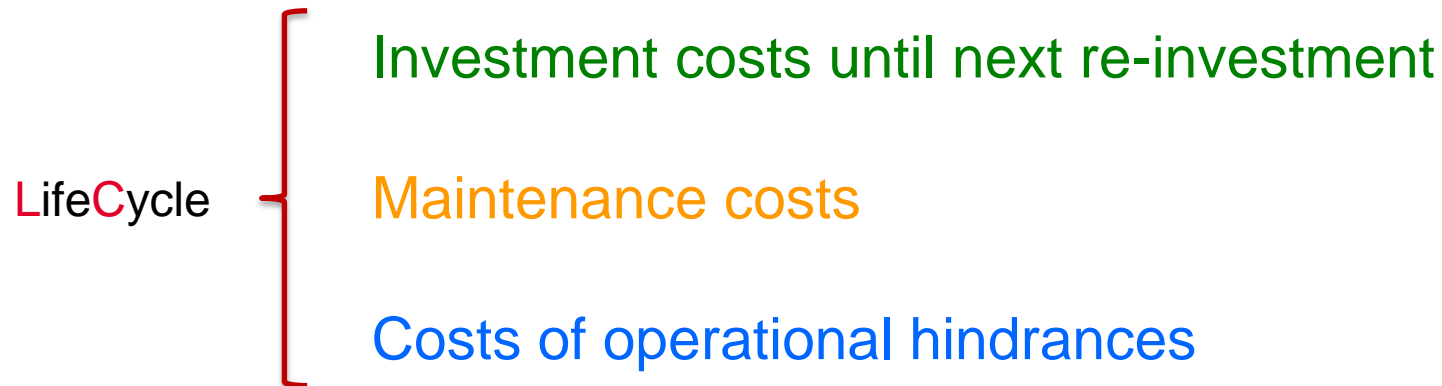 Investment costs until next re-investment
LifeCycle
Maintenance costs
Costs of operational hindrances